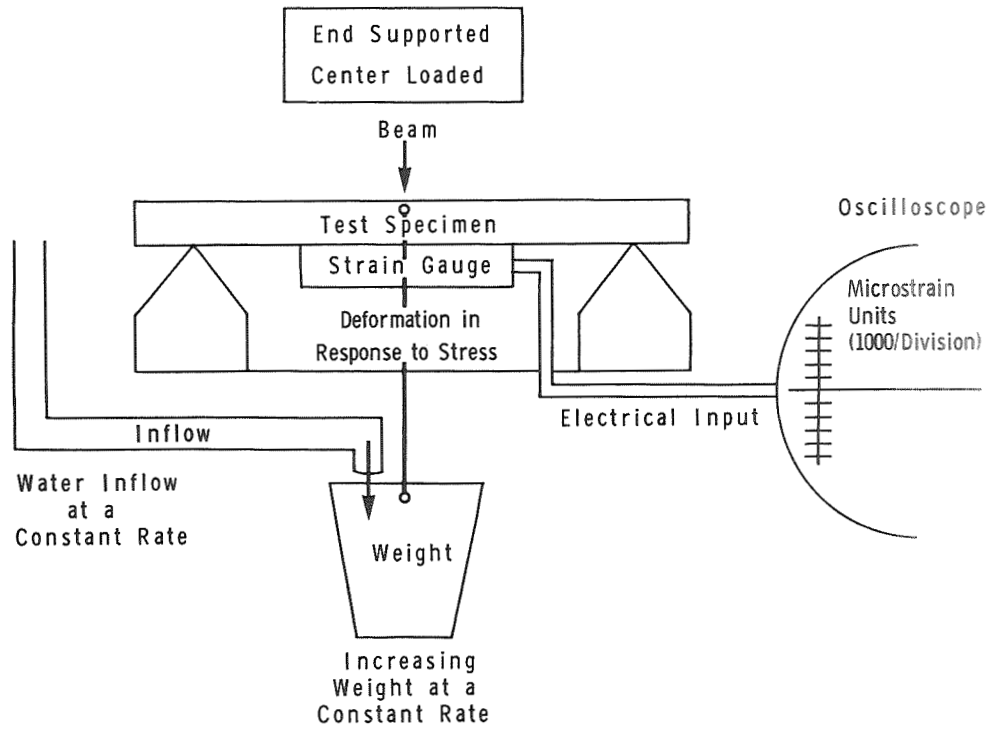 End Supported
Center Loaded
Beam
Test Specimen
Strain Gauge
Deformation in
Response to Stress
Oscilloscope
Microstrain
Units
(1000/Division)
Electrical Input
Inflow
Water Inflow
at a
Constant Rate
Weight
Increasing
Weight at a
Constant Rate